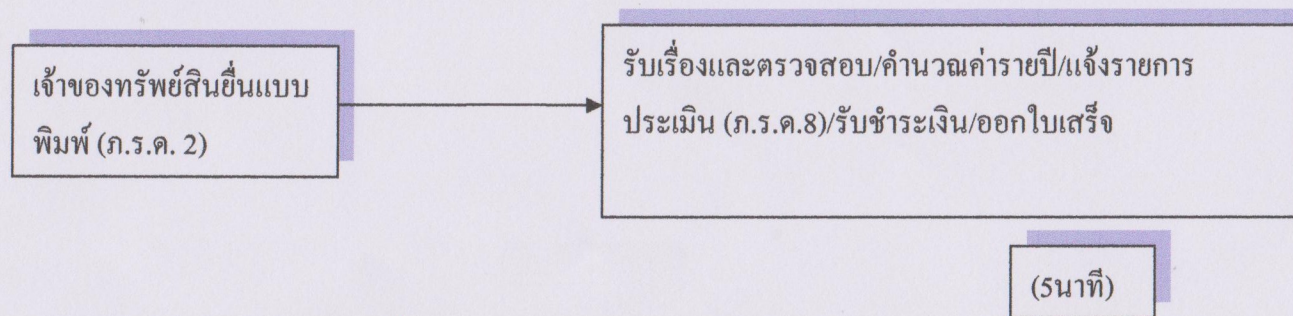 เจ้าของทรัพย์สินยื่นแบบ
พิมพ์ (ภ.ร.ด. 2)
รับเรื่องและตรวจสอบ/คำนวณค่ารายปี/แจ้งรายการ
ประเมิน (ภ.ร.ด.8)/รับชำระเงิน/ออกใบเสร็จ
(5นาที)